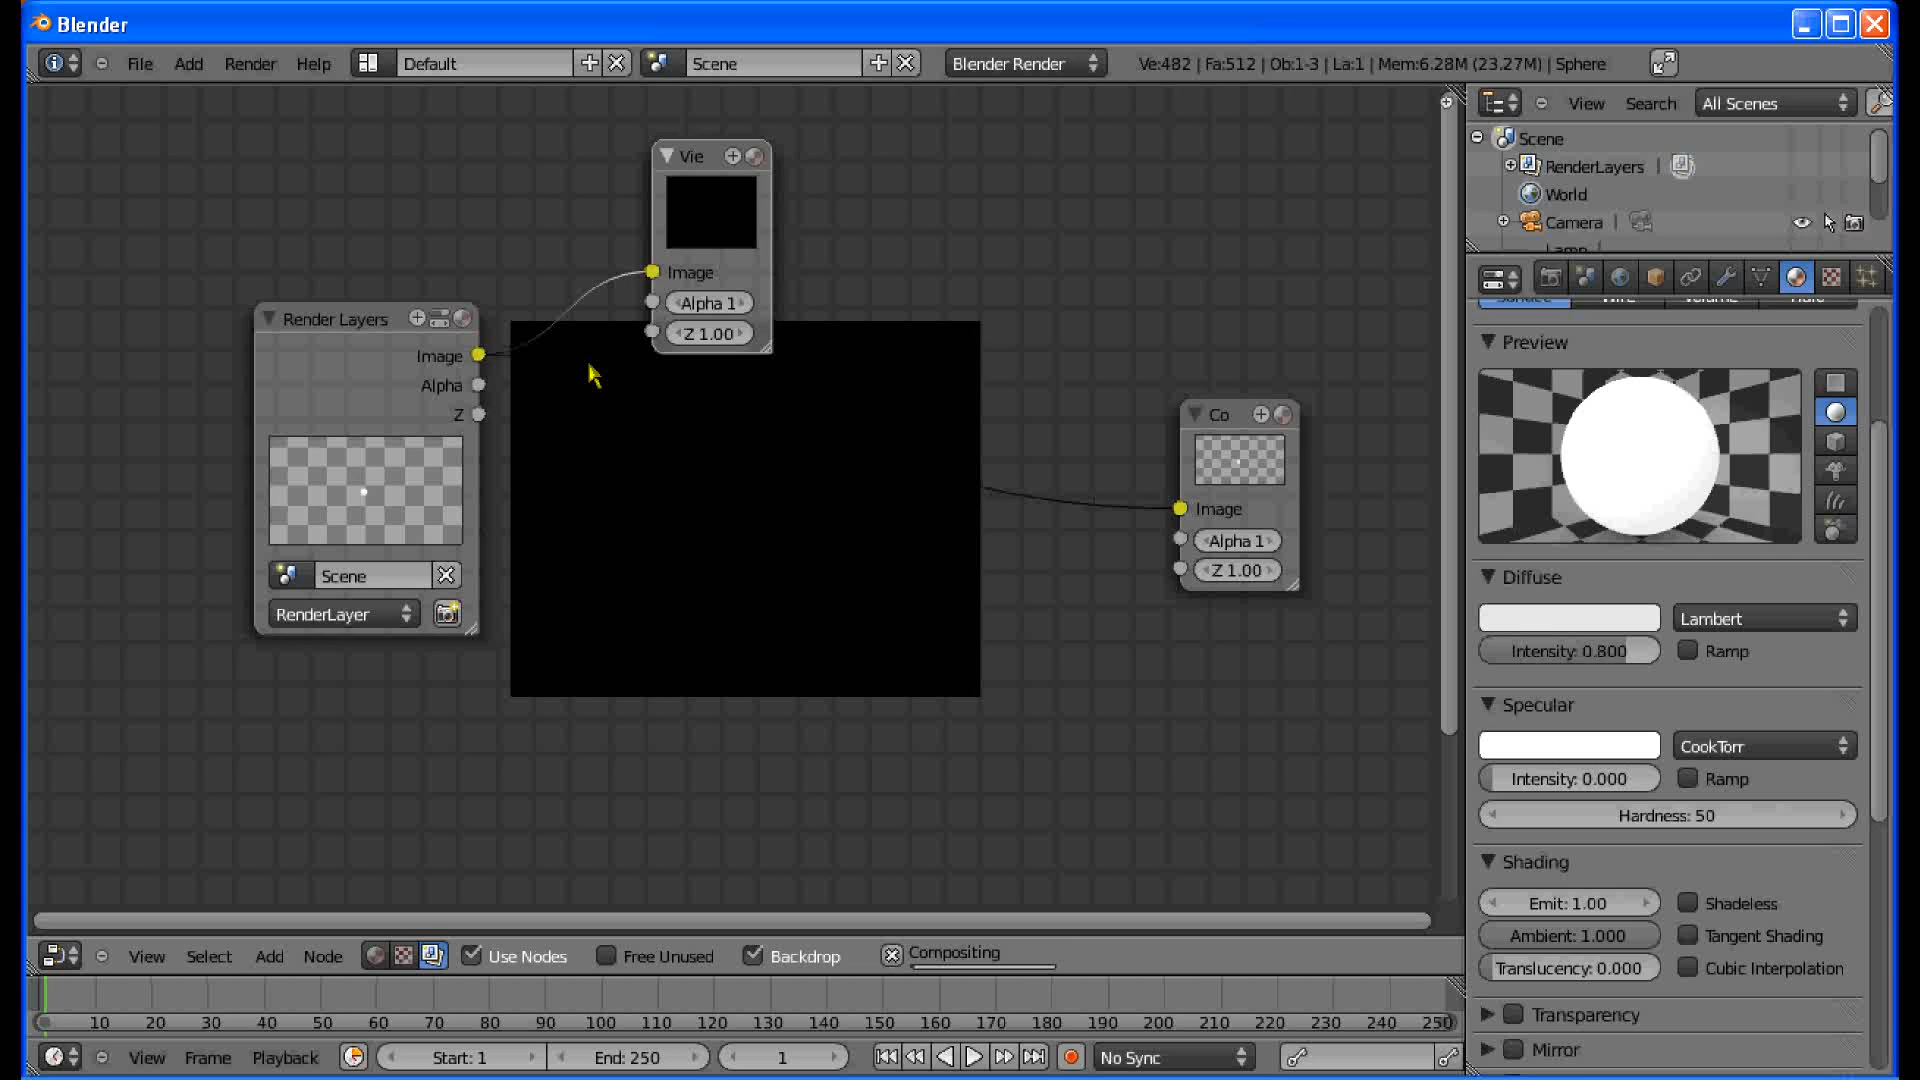 Blender
File Add Render Help Default Scene Blender Render Ve:482 | Fa:512 | Ob:1-3 | La:1 | Mem:6.28M (23.27M) | Sphere
View Search All Scenes
Scene
RenderLayers |
World
Camera |
Lamp
Vie
Image
Alpha 1
Z 1.00
Render Layers
Image
Alpha
Z
Scene
RenderLayer
Co
Image
Alpha 1
Z 1.00
Surface Wire Volume Halo
Preview
Diffuse
Lambert
Intensity: 0.800 Ramp
Specular
CookTorr
Intensity: 0.000 Ramp
Hardness: 50
Shading
Emit: 1.00 Shadeless
Ambient: 1.000 Tangent Shading
Translucency: 0.000 Cubic Interpolation
Transparency
Mirror
View Select Add Node Use Nodes Free Unused Backdrop Compositing
10 20 30 40 50 60 70 80 90 100 110 120 130 140 150 160 170 180 190 200 210 220 230 240 250
View Frame Playback Start: 1 End: 250 1 No Sync